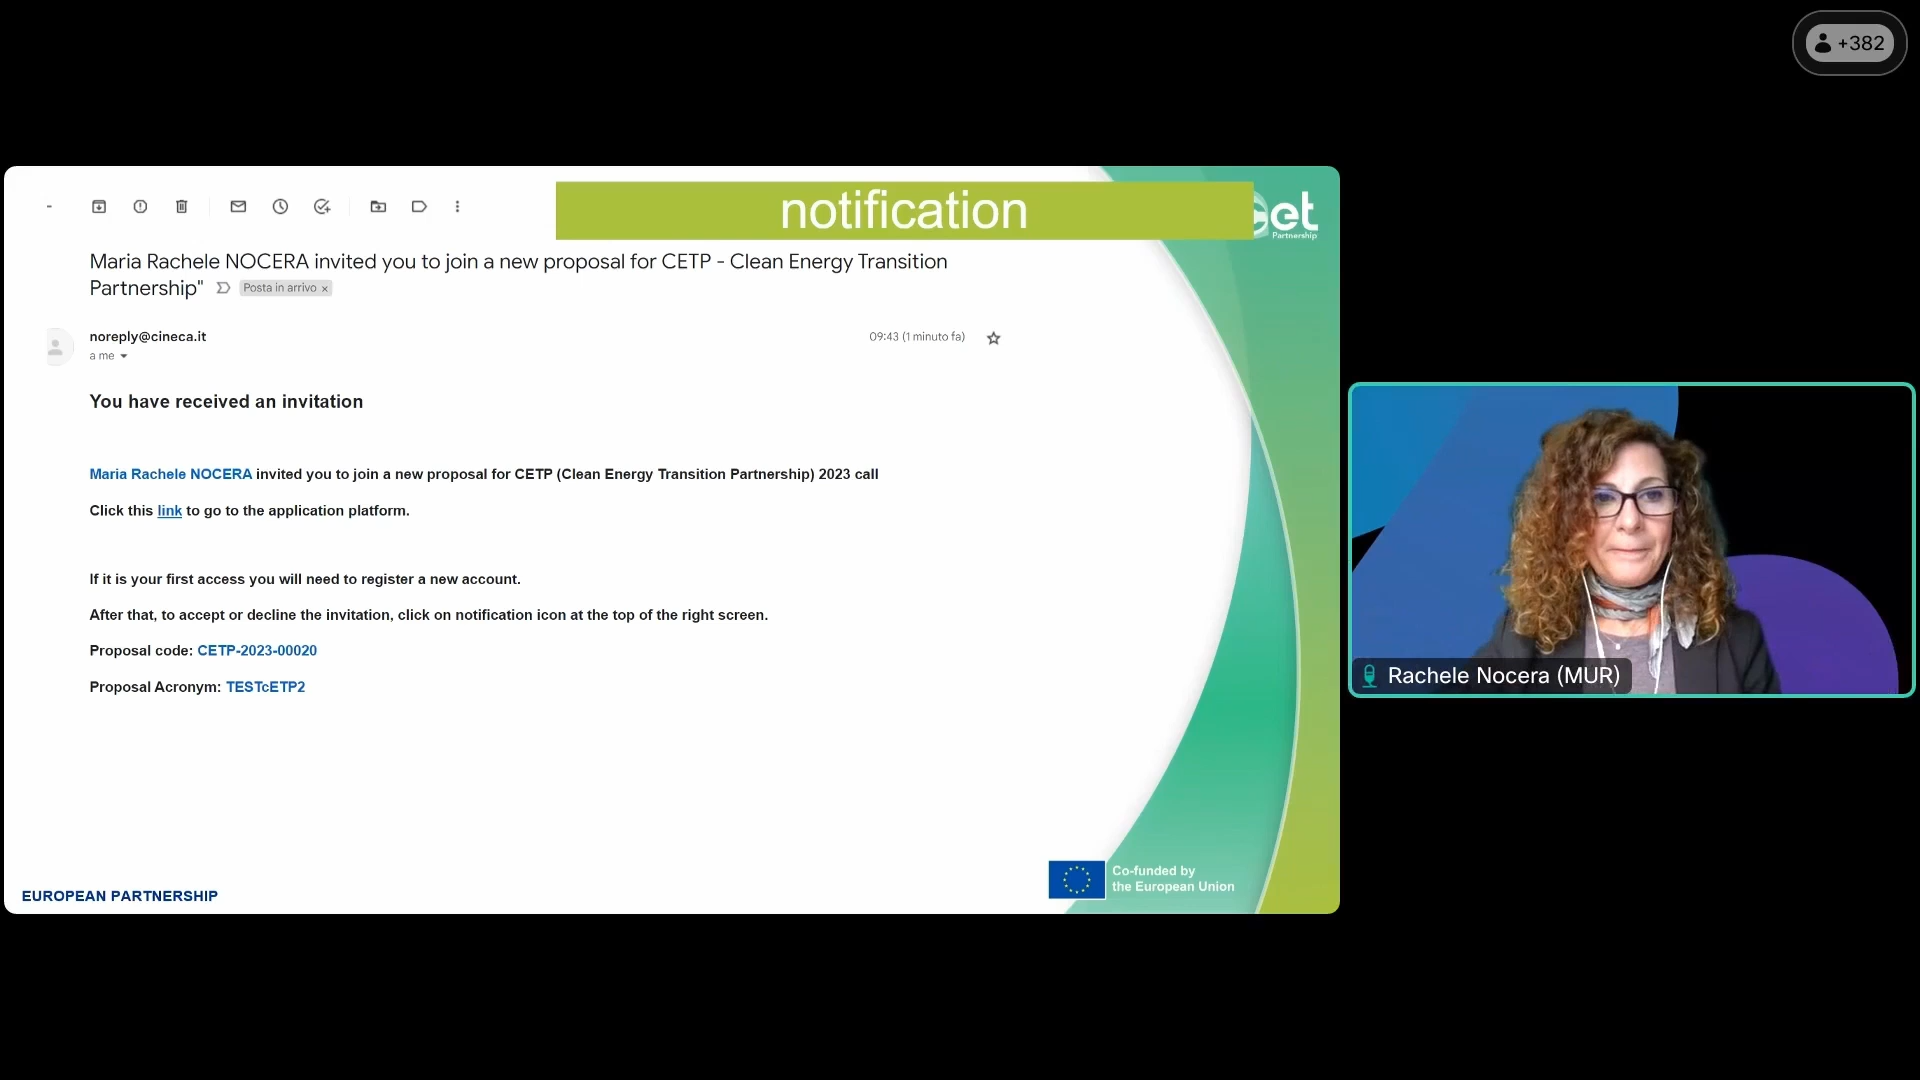 +382
notification
cet
Partnership
Maria Rachele NOCERA invited you to join a new proposal for CETP - Clean Energy Transition
Partnership" Posta in arrivo ×
noreply@cineca.it
09:43 (1 minuto fa)
a me
You have received an invitation
Maria Rachele NOCERA invited you to join a new proposal for CETP (Clean Energy Transition Partnership) 2023 call
Click this link to go to the application platform.
If it is your first access you will need to register a new account.
After that, to accept or decline the invitation, click on notification icon at the top of the right screen.
Proposal code: CETP-2023-00020
Proposal Acronym: TESTcETP2
Rachele Nocera (MUR)
Co-funded by
the European Union
EUROPEAN PARTNERSHIP